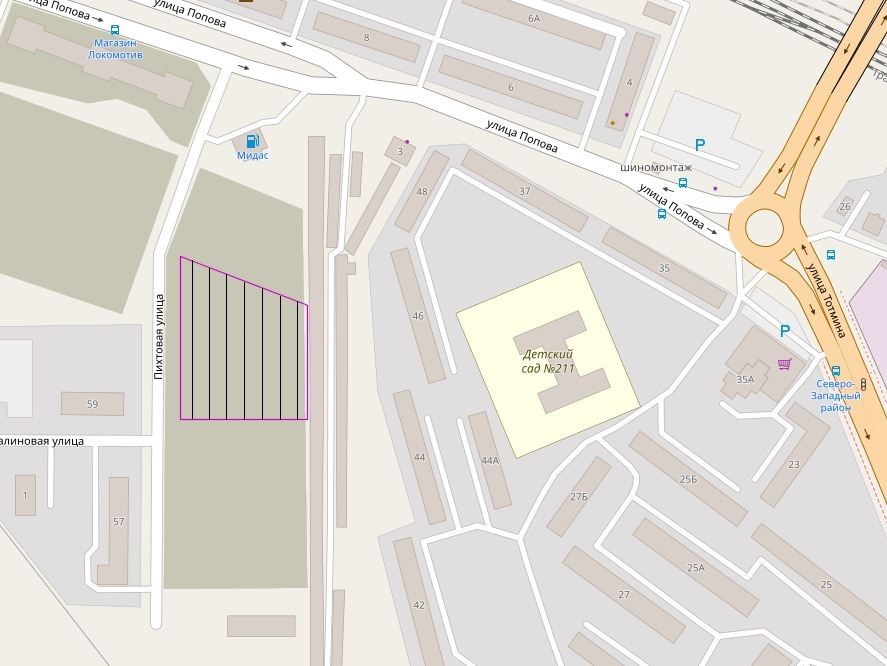 улица Попова
улица Попова
Магазин
Локомотив
8
6А
6
4
улица Попова
Р
шиномонтаж
Мидас
3
48
37
улица Попова
26
35
улица Тотмина
Пихтовая улица
46
Детский
сад №211
Р
35А
Северо-
Западный
район
59
алиновая улица
44
44А
25Б
23
1
57
27Б
42
27
25А
25